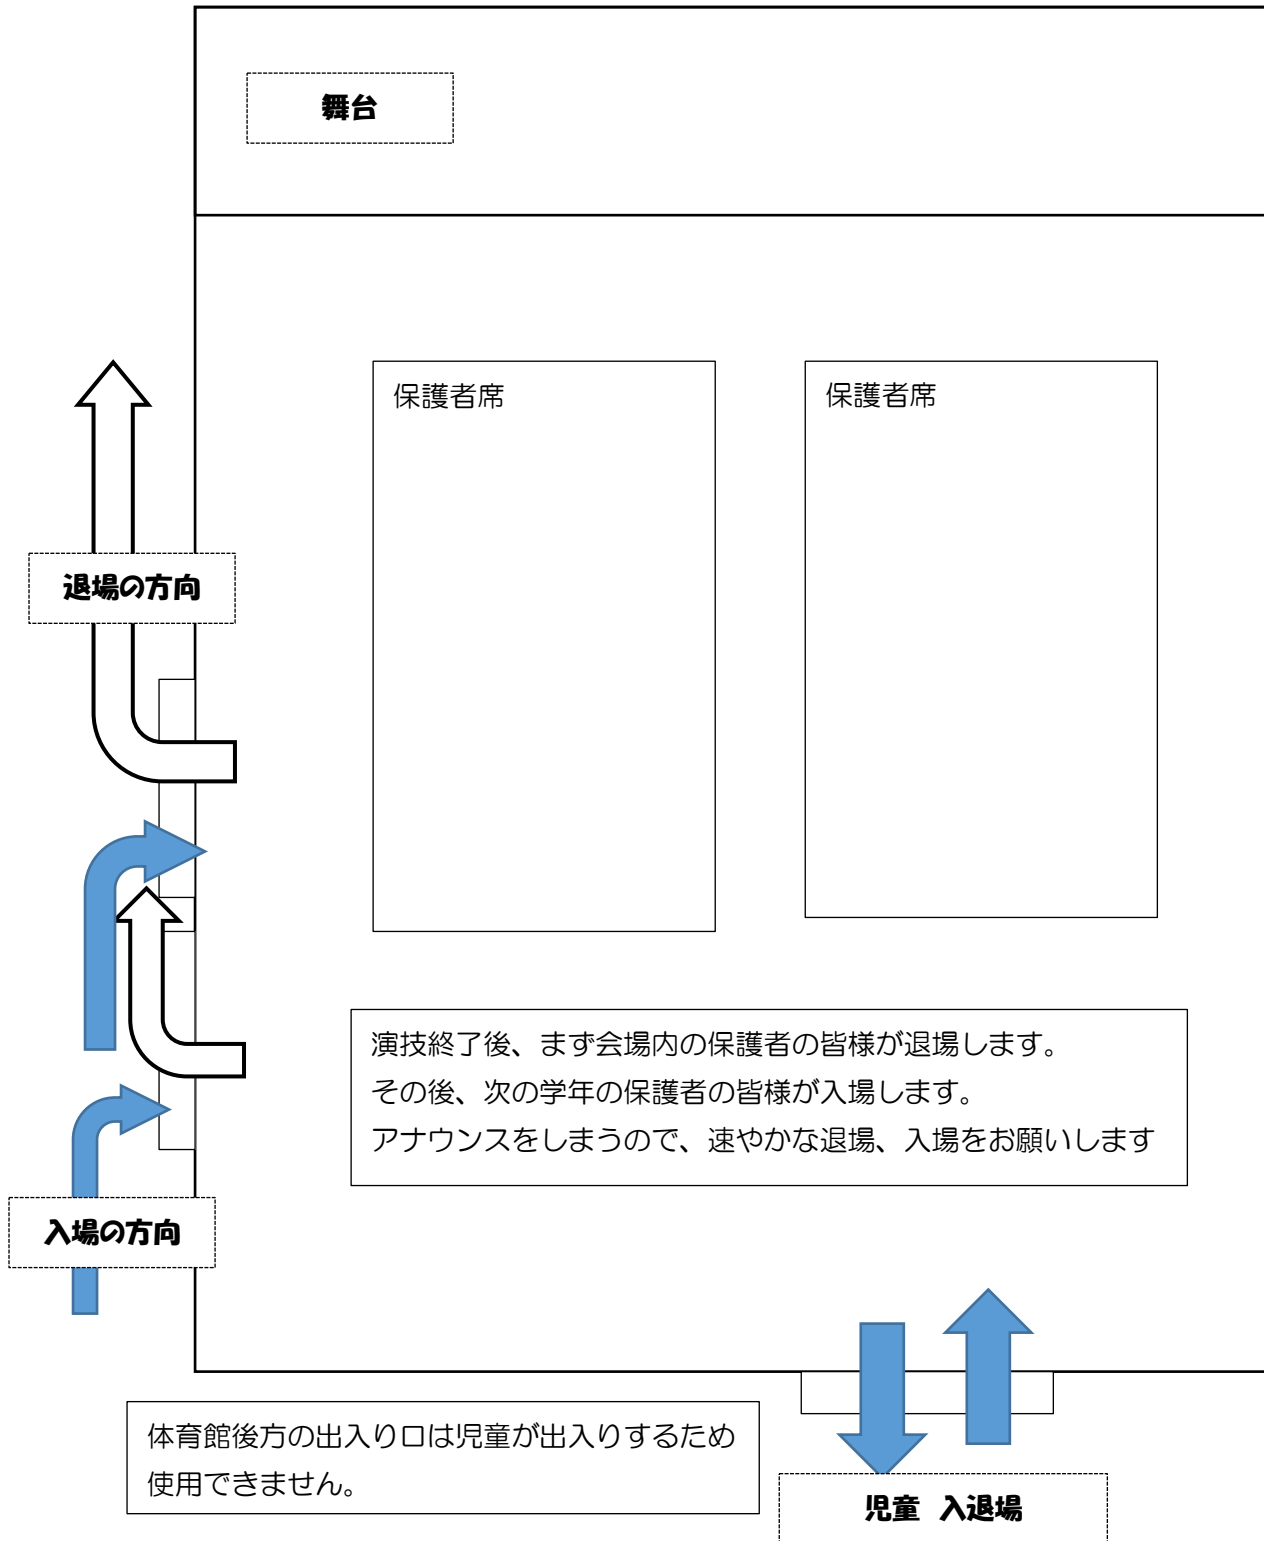 舞台
保護者席
保護者席
退場の方向
演技終了後、まず会場内の保護者の皆様が退場します。
その後、次の学年の保護者の皆様が入場します。
アナウンスをしまうので、速やかな退場、入場をお願いします
入場の方向
体育館後方の出入り口は児童が出入りするため
使用できません。
児童 入退場